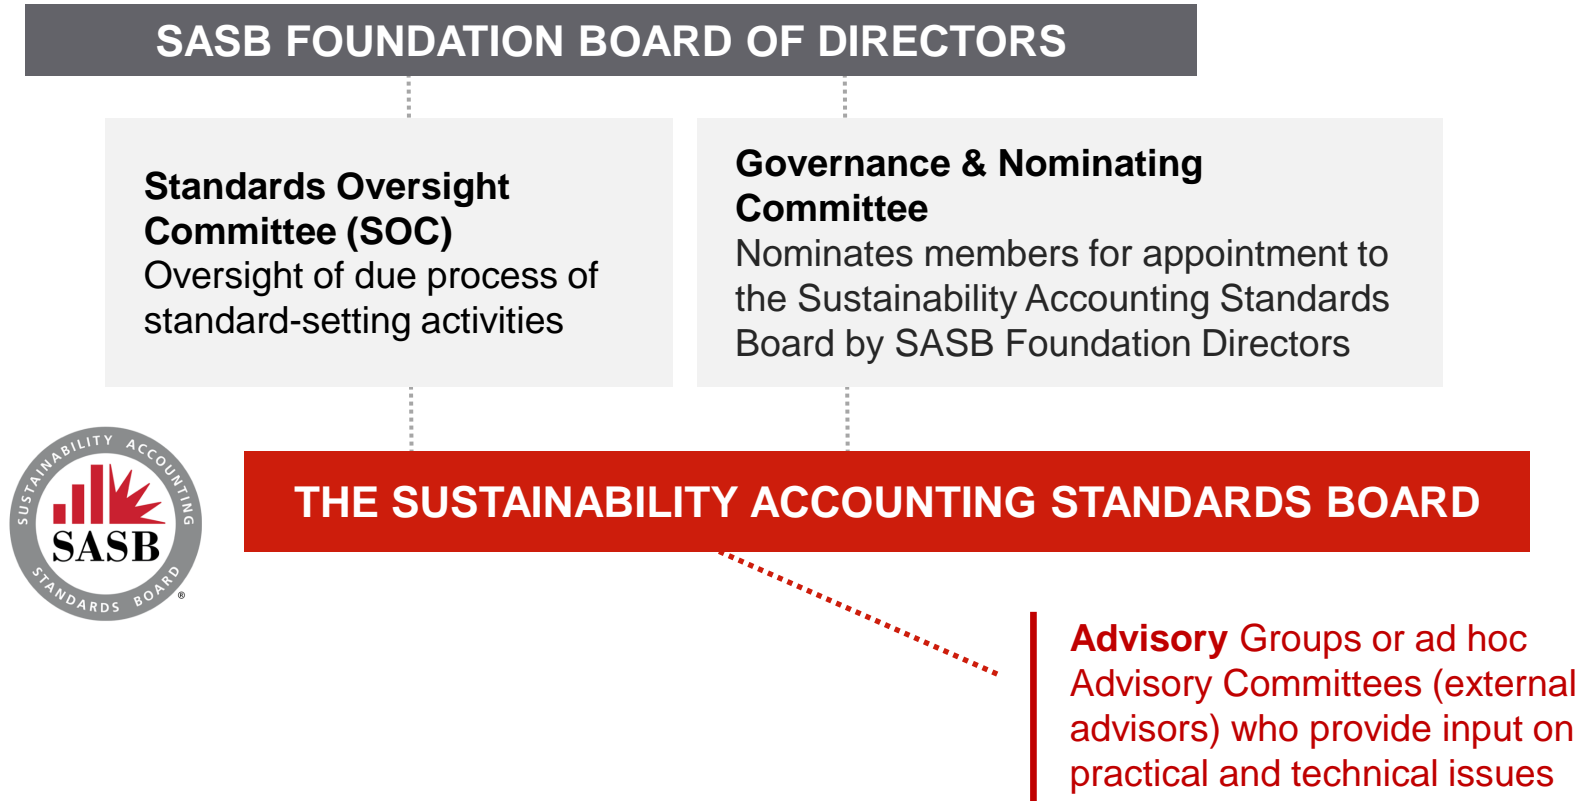 SASB FOUNDATION BOARD OF DIRECTORS
Standards Oversight
Committee (SOC)
Oversight of due process of
standard-setting activities
Governance & Nominating
Committee
Nominates members for appointment to
the Sustainability Accounting Standards
Board by SASB Foundation Directors
SUSTAINABILITY ACCOUNTING
SASB
STANDARDS BOARD
®
THE SUSTAINABILITY ACCOUNTING STANDARDS BOARD
Advisory Groups or ad hoc
Advisory Committees (external
advisors) who provide input on
practical and technical issues